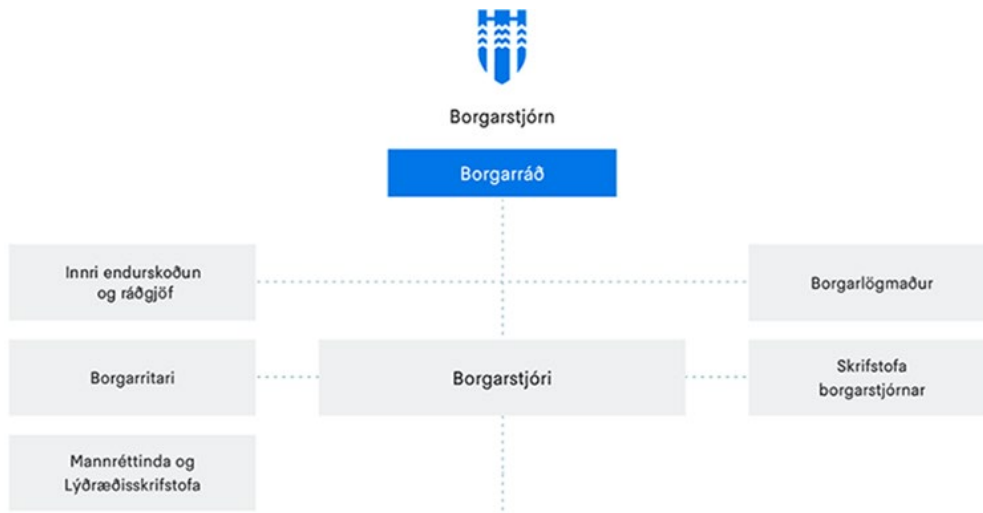 Borgarstjórn
Borgarráð
Innri endurskoðun
og ráðgjöf
Borgarlögmaður
Borgarritari
Borgarstjóri
Skrifstofa
borgarstjórnar
Mannréttinda og
Lýðræðisskrifstofa